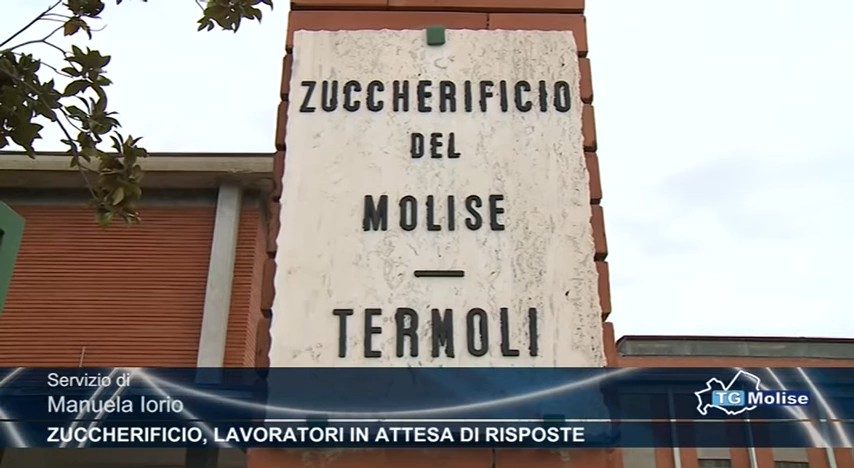 ZUCCHERIFICIO
DEL
MOLISE
—
TERMOLI
Servizio di
Manuela Iorio
TG Molise
ZUCCHERIFICIO, LAVORATORI IN ATTESA DI RISPOSTE